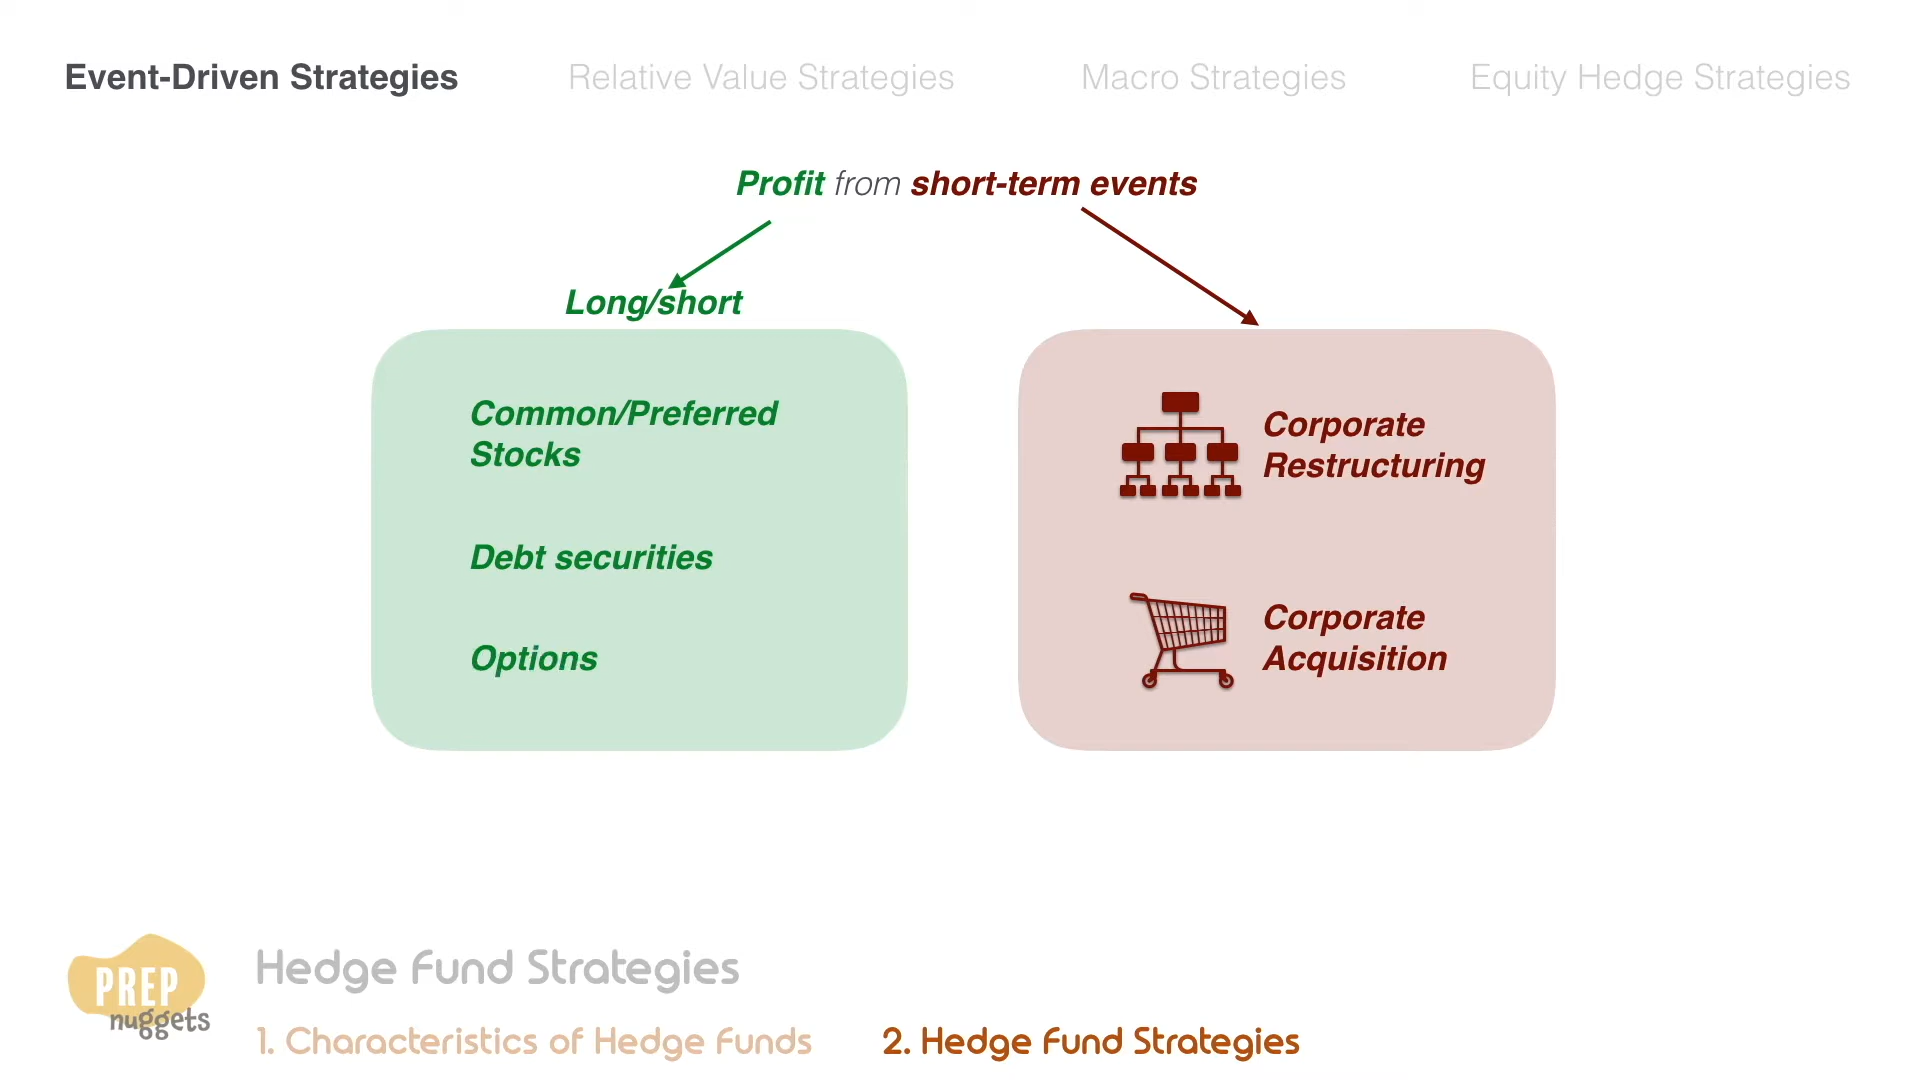 Event-Driven Strategies
Relative Value Strategies
Macro Strategies
Equity Hedge Strategies
Profit from short-term events
Long/short
Common/Preferred
Stocks
Debt securities
Options
Corporate
Restructuring
Corporate
Acquisition
PREP
nuggets
Hedge Fund Strategies
1. Characteristics of Hedge Funds
2. Hedge Fund Strategies